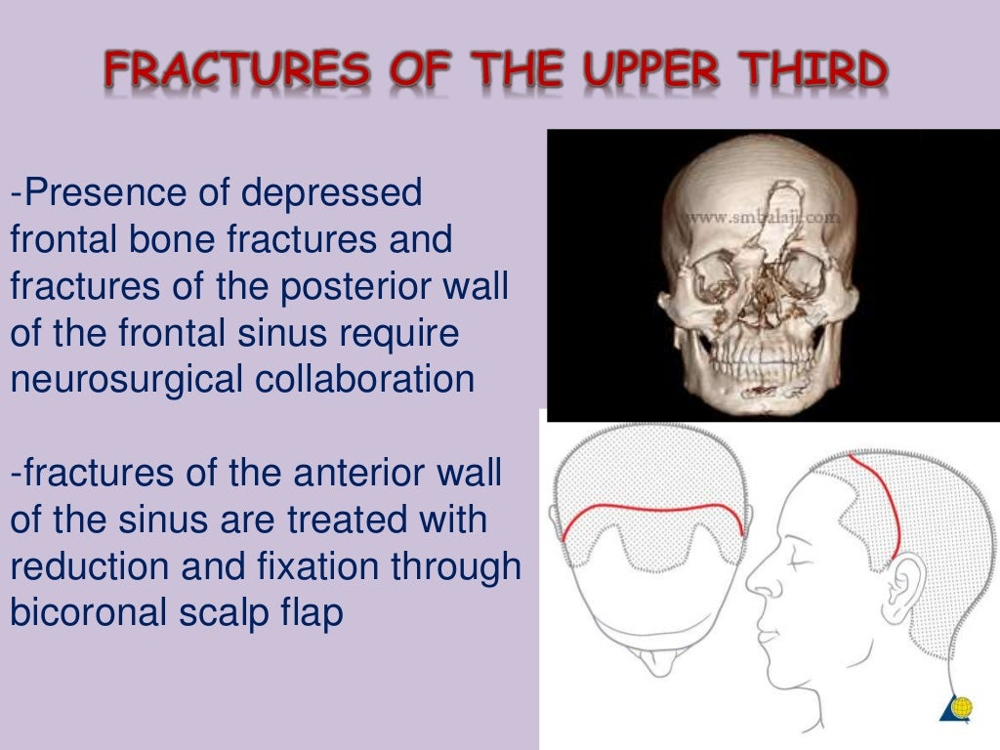 FRACTURES OF THE UPPER THIRD
-Presence of depressed
frontal bone fractures and
fractures of the posterior wall
of the frontal sinus require
neurosurgical collaboration
-fractures of the anterior wall
of the sinus are treated with
reduction and fixation through
bicoronal scalp flap
www.smbalaji.com